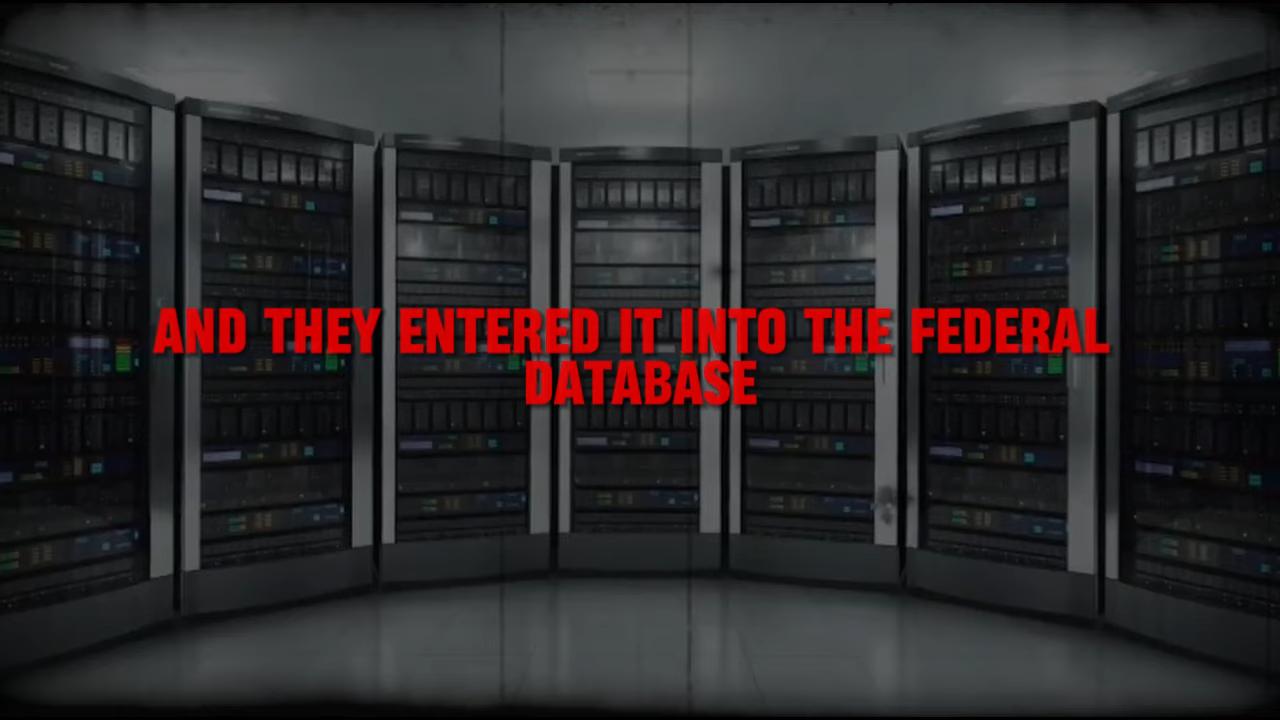 AND THEY ENTERED IT INTO THE FEDERAL
DATABASE